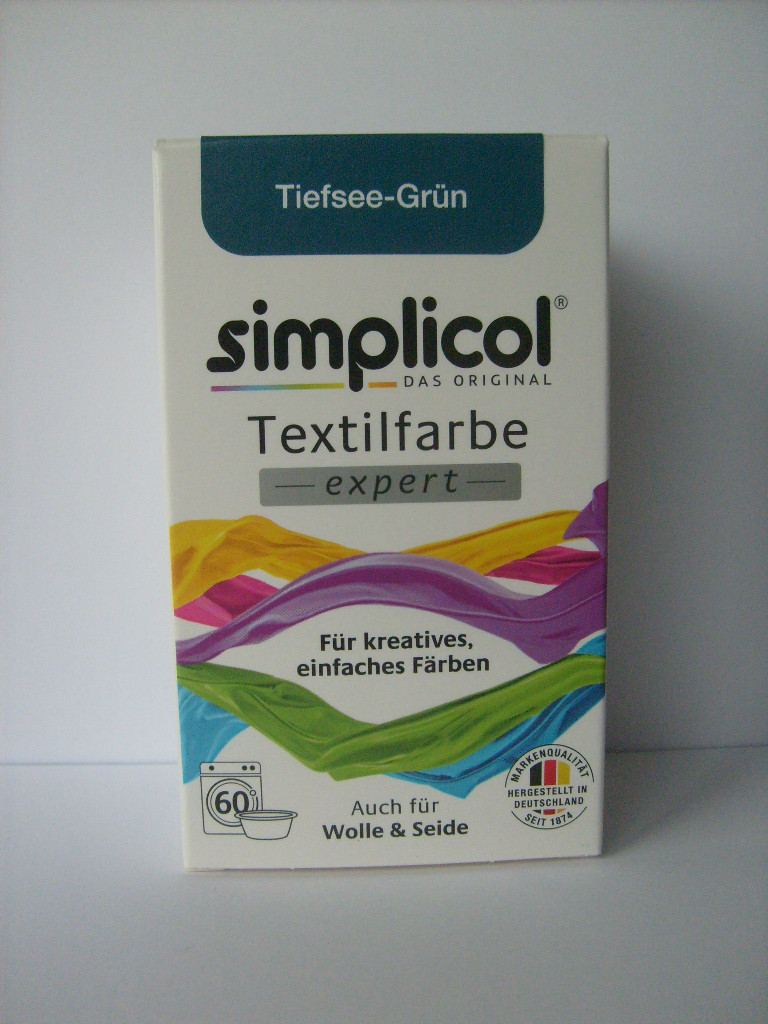 Tiefsee-Grün
simplicol®
DAS ORIGINAL
Textilfarbe
expert
Für kreatives,
einfaches Färben
60
Auch für
Wolle & Seide
MARKENQUALITÄT
HERGESTELLT IN
DEUTSCHLAND
SEIT 1874